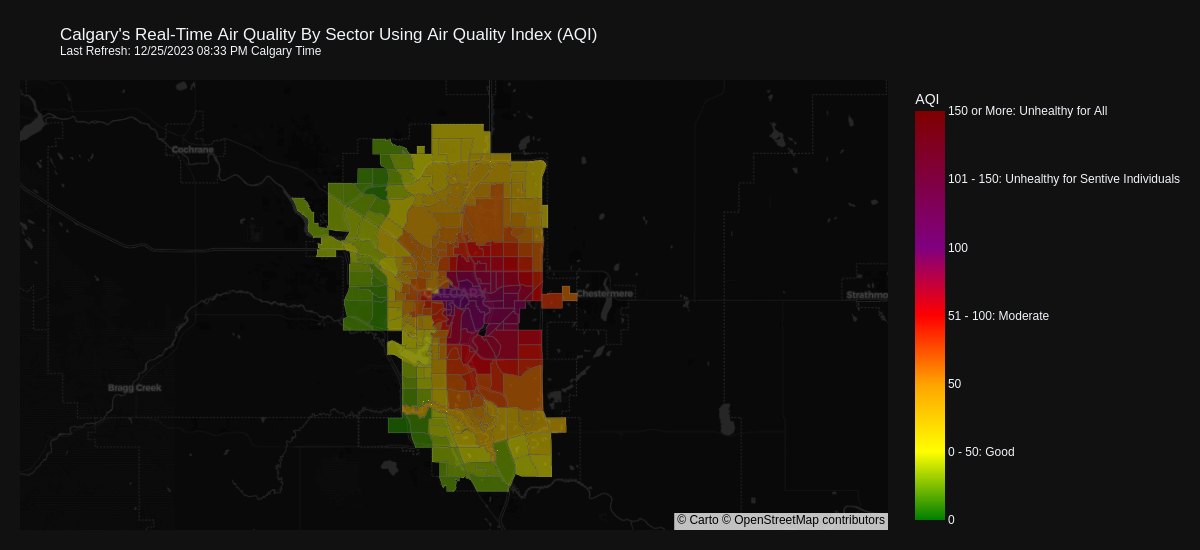 Calgary's Real-Time Air Quality By Sector Using Air Quality Index (AQI)
Last Refresh: 12/25/2023 08:33 PM Calgary Time
AQI
150 or More: Unhealthy for All
Cochrane
101 - 150: Unhealthy for Sentive Individuals
100
Chestermere
Strathmo
51 - 100: Moderate
50
Bragg Creek
0 - 50: Good
0
© Carto © OpenStreetMap contributors